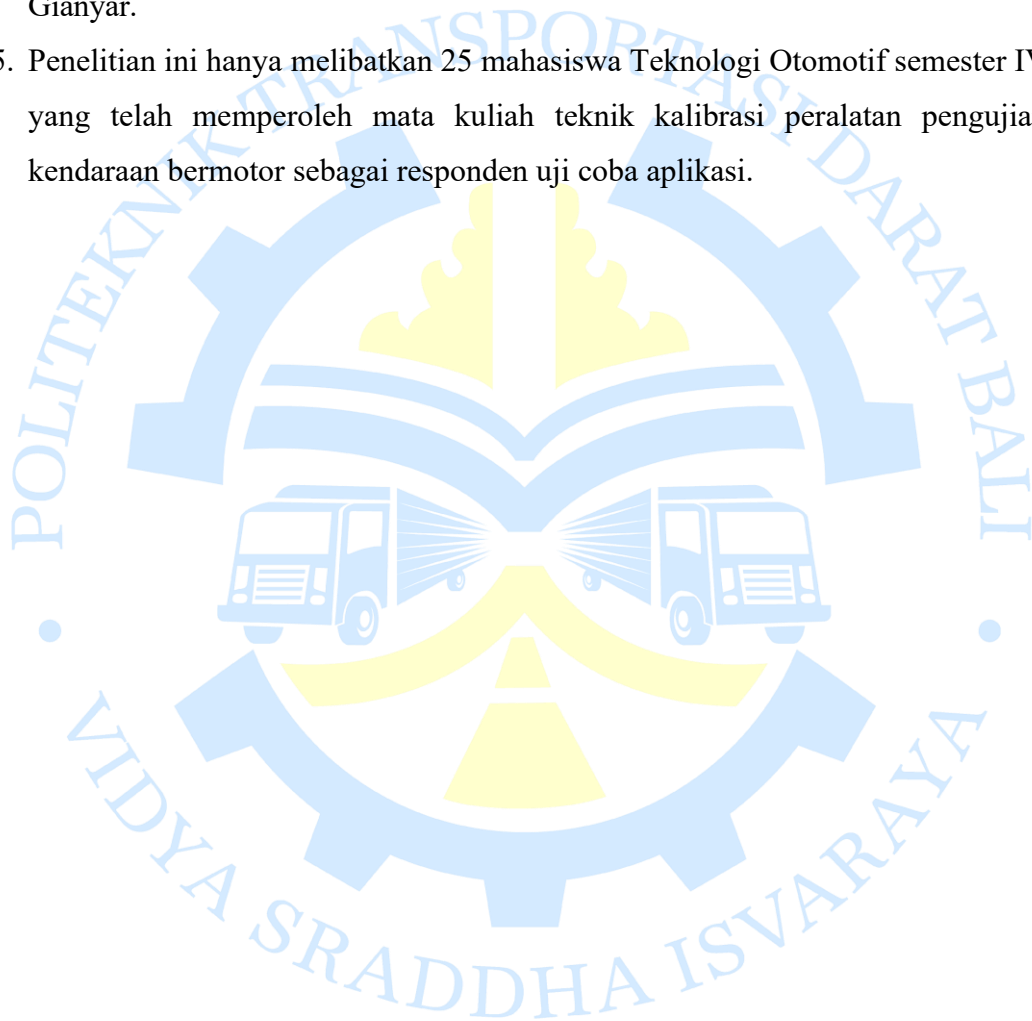 Gianyar.
5. Penelitian ini hanya melibatkan 25 mahasiswa Teknologi Otomotif semester IV
yang telah memperoleh mata kuliah teknik kalibrasi peralatan pengujia
kendaraan bermotor sebagai responden uji coba aplikasi.
POLITEKNIK TRANSPORTASI DARAT BALI
VIDYA SRADDHA ISVARAYA